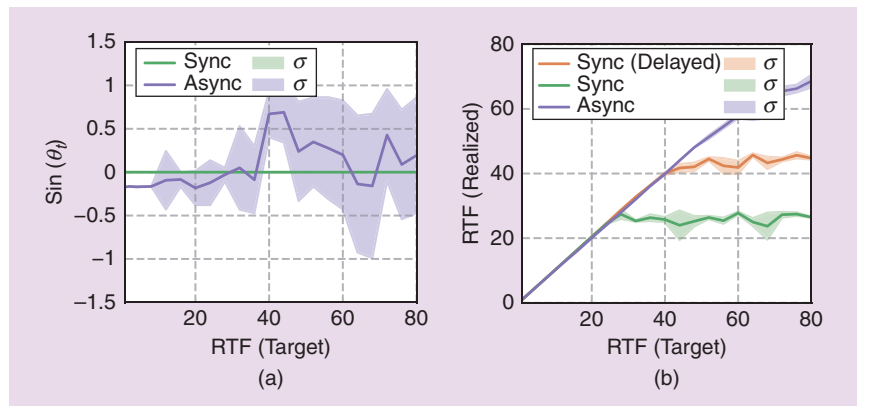 1.5
1
0.5
0
−0.5
−1
−1.5
Sin (θt)
Sync σ
Async σ
20 40 60 80
RTF (Target)
(a)
80
60
40
20
0
RTF (Realized)
Sync (Delayed) σ
Sync σ
Async σ
20 40 60 80
RTF (Target)
(b)